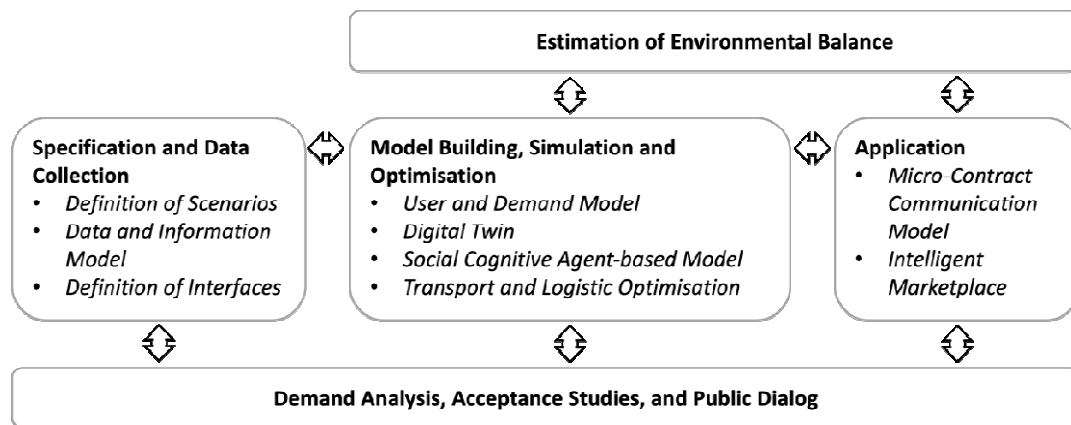 Estimation of Environmental Balance
Specification and Data
Collection
• Definition of Scenarios
• Data and Information
Model
• Definition of Interfaces
Model Building, Simulation and
Optimisation
• User and Demand Model
• Digital Twin
• Social Cognitive Agent-based Model
• Transport and Logistic Optimisation
Application
• Micro-Contract
Communication
Model
• Intelligent
Marketplace
Demand Analysis, Acceptance Studies, and Public Dialog